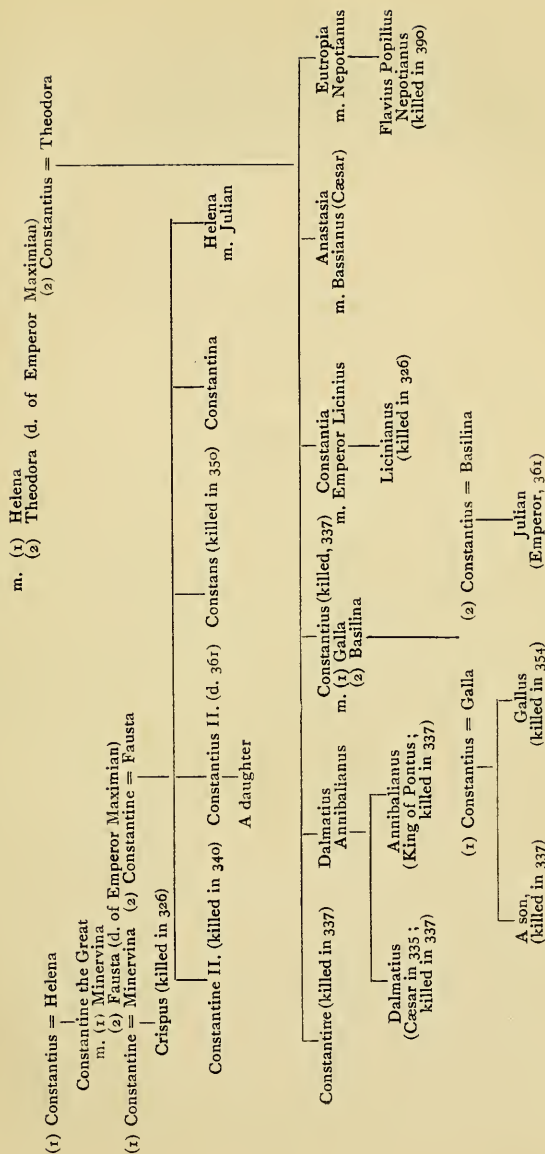 m. (1) Helena
(2) Theodora (d. of Emperor Maximian)
(1) Constantius = Helena
(2) Constantius = Theodora
Constantine the Great
m. (1) Minervina
(2) Fausta (d. of Emperor Maximian)
(1) Constantine = Minervina (2) Constantine = Fausta
Crispus (killed in 326)
Constantine II. (killed in 340) Constantius II. (d. 361) Constans (killed in 350) Constantina Helena
m. Julian
A daughter
Constantine (killed in 337) Dalmatius Constantius (killed, 337) Constantia Anastasia Eutropia
Annibalianus m. (1) Galla m. Emperor Licinius m. Bassianus (Cæsar) m. Nepotianus
(2) Basilina
Dalmatius Annibalianus Licinianus Flavius Popilius
(Cæsar in 335; (King of Pontus; (killed in 326) Nepotianus
killed in 337) killed in 337) (killed in 390)
(1) Constantius = Galla (2) Constantius = Basilina
A son, Gallus Julian
(killed in 337) (killed in 354) (Emperor, 361)